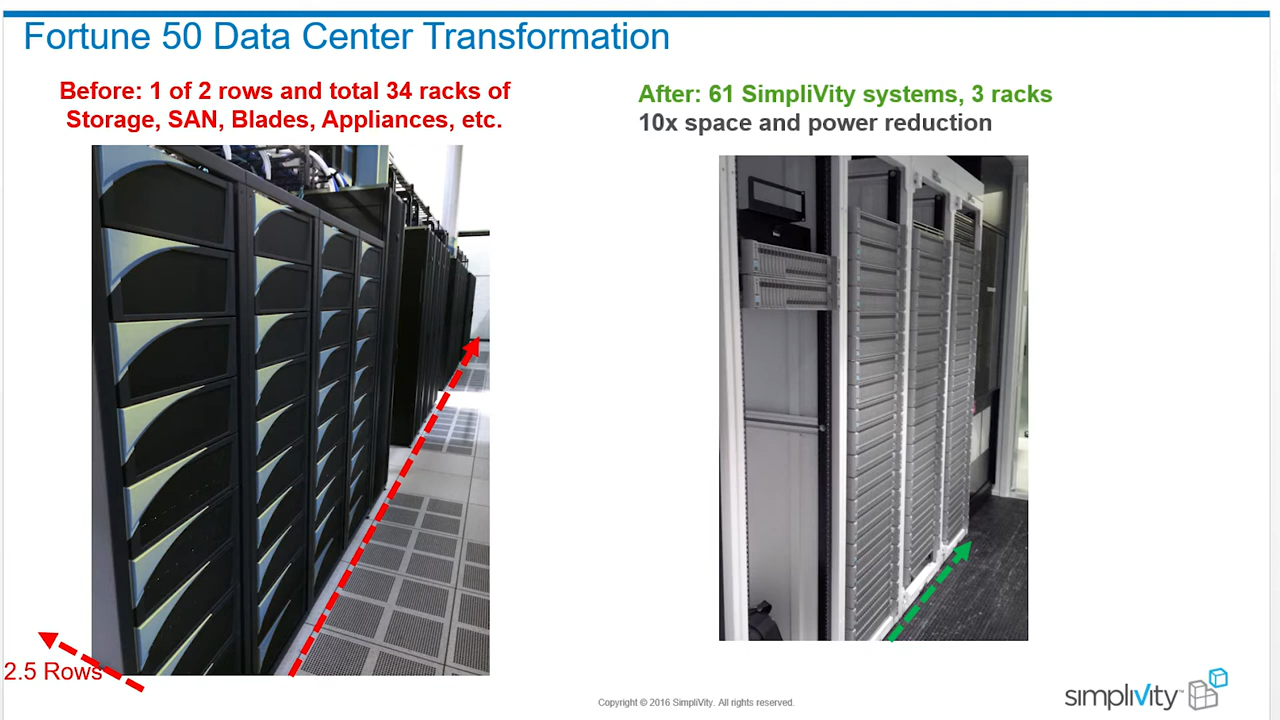 Fortune 50 Data Center Transformation
Before: 1 of 2 rows and total 34 racks of
Storage, SAN, Blades, Appliances, etc.
After: 61 SimpliVity systems, 3 racks
10x space and power reduction
2.5 Rows
Copyright © 2016 SimpliVity. All rights reserved.
simpliVity™